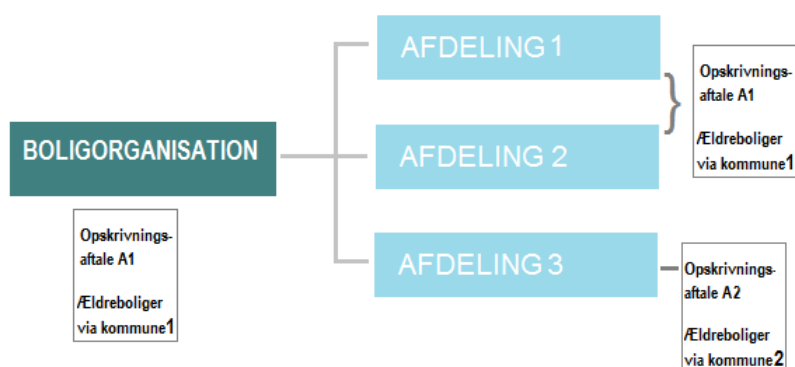 BOLIGORGANISATION
Opskrivnings-
aftale A1
Ældreboliger
via kommune1
AFDELING 1
AFDELING 2
Opskrivnings-
aftale A1
Ældreboliger
via kommune1
AFDELING 3
Opskrivnings-
aftale A2
Ældreboliger
via kommune2